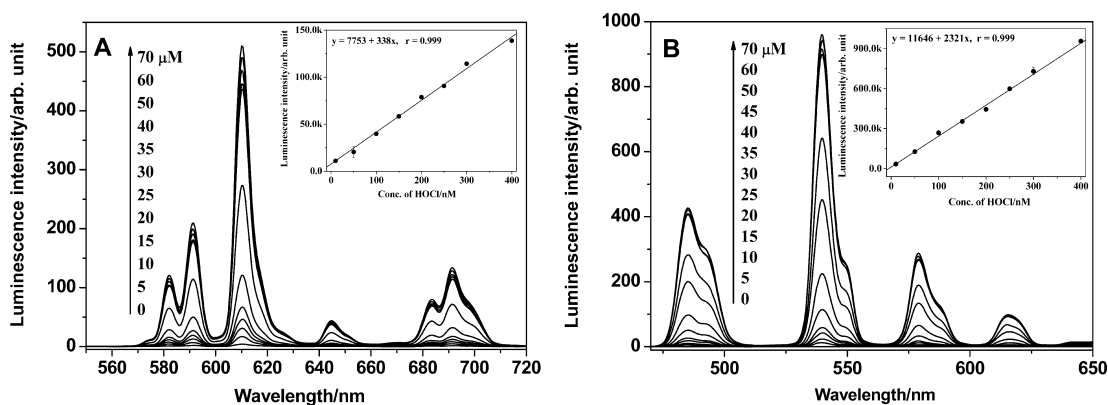 A
Luminescence intensity/arb. unit
500
400
300
200
100
0
70 μM
60
50
40
30
25
20
15
10
5
0
560
580
600
620
640
660
680
700
720
Wavelength/nm
y = 7753 + 338x, r = 0.999
Luminescence intensity/arb. unit
150.0k
100.0k
50.0k
0.0
0
100
200
300
400
Conc. of HOCl/nM
B
Luminescence intensity/arb. unit
1000
800
600
400
200
0
70 μM
60
50
40
35
30
25
20
15
10
5
0
500
550
600
650
Wavelength/nm
y = 11646 + 2321x, r = 0.999
Luminescence intensity/arb. unit
900.0k
600.0k
300.0k
0.0
0
100
200
300
400
Conc. of HOCl/nM